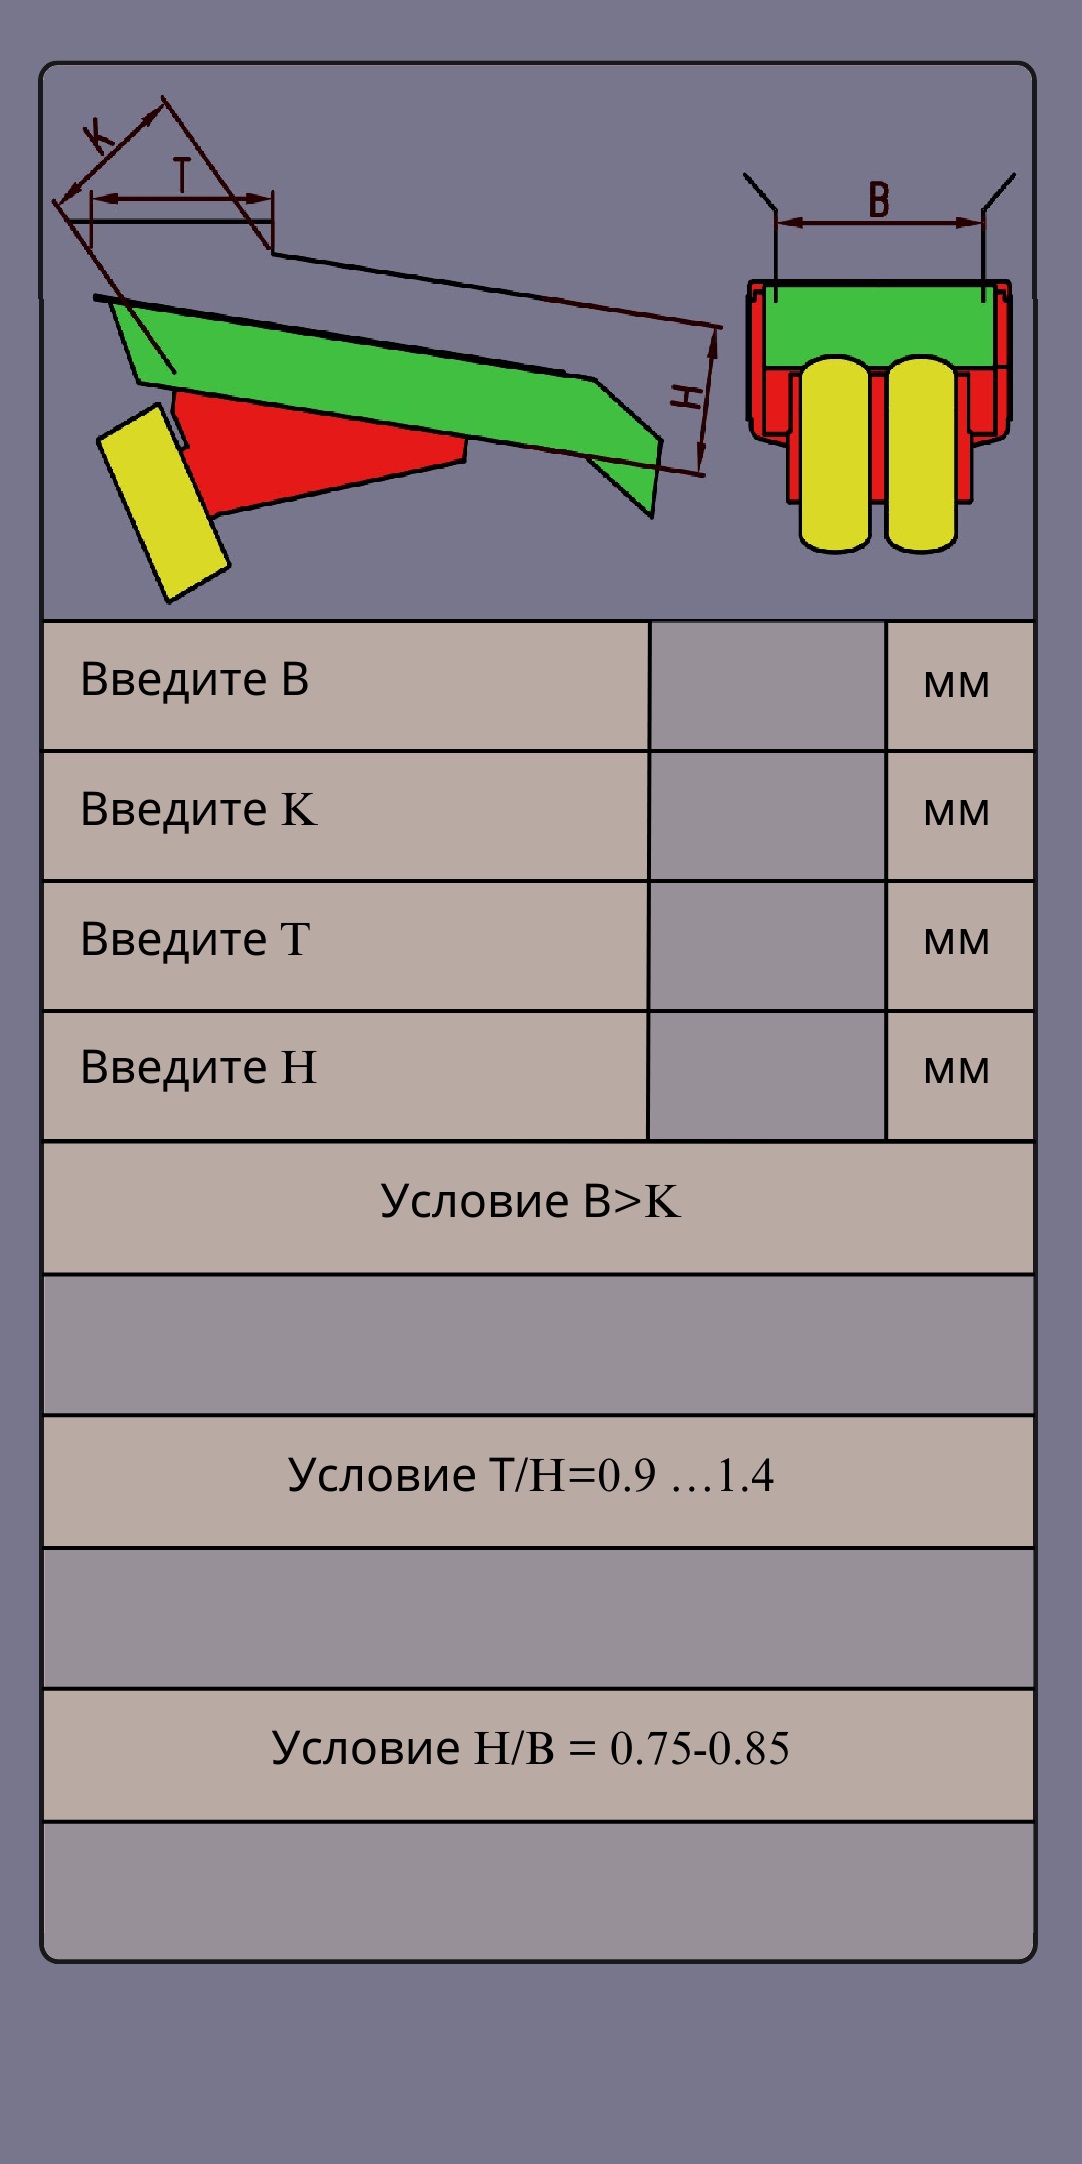 K
T
B
H
Введите В
мм
Введите K
мм
Введите T
мм
Введите H
мм
Условие В>K
Условие Т/H=0.9 ...1.4
Условие H/B = 0.75-0.85